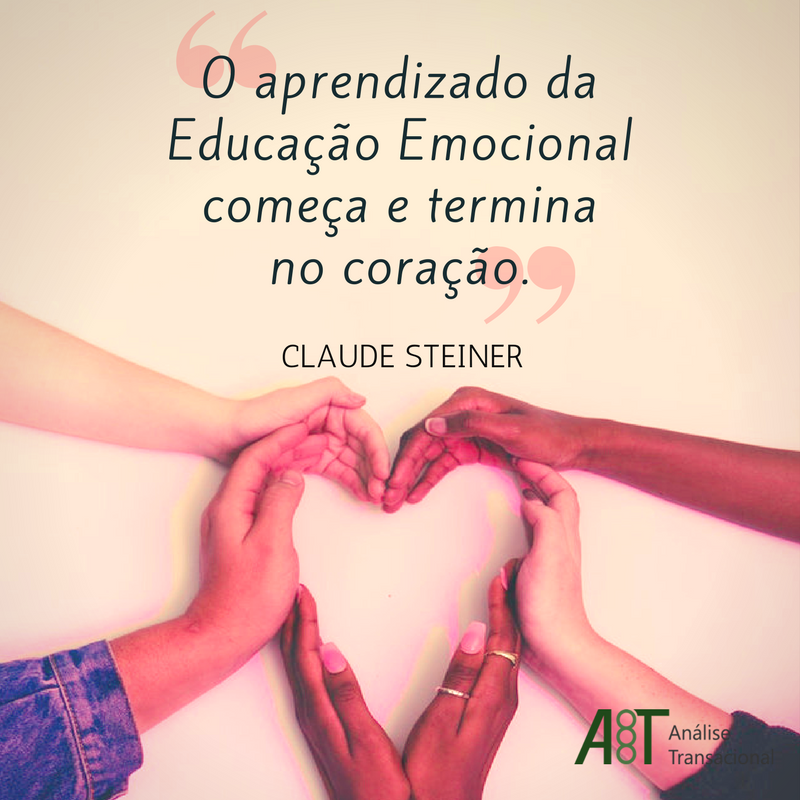 O aprendizado da
Educação Emocional
começa e termina
no coração.
CLAUDE STEINER
A8T Análise
Transacional